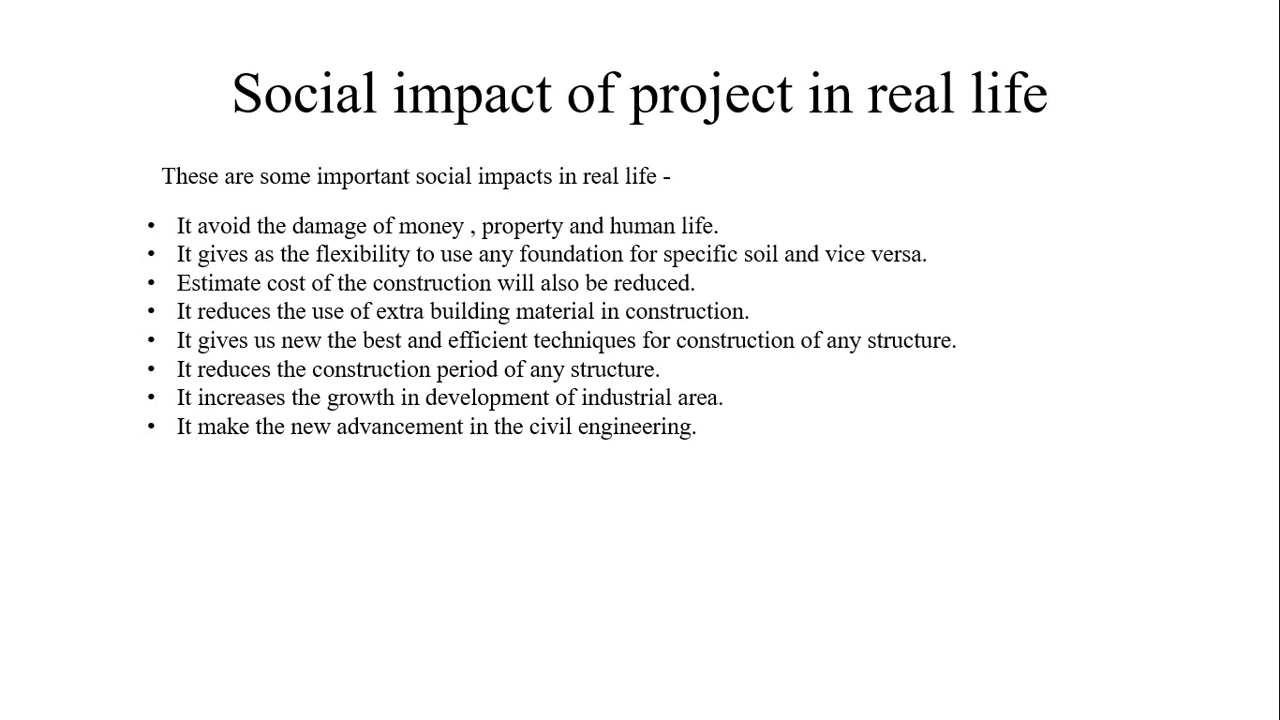 Social impact of project in real life
These are some important social impacts in real life -
• It avoid the damage of money , property and human life.
• It gives as the flexibility to use any foundation for specific soil and vice versa.
• Estimate cost of the construction will also be reduced.
• It reduces the use of extra building material in construction.
• It gives us new the best and efficient techniques for construction of any structure.
• It reduces the construction period of any structure.
• It increases the growth in development of industrial area.
• It make the new advancement in the civil engineering.